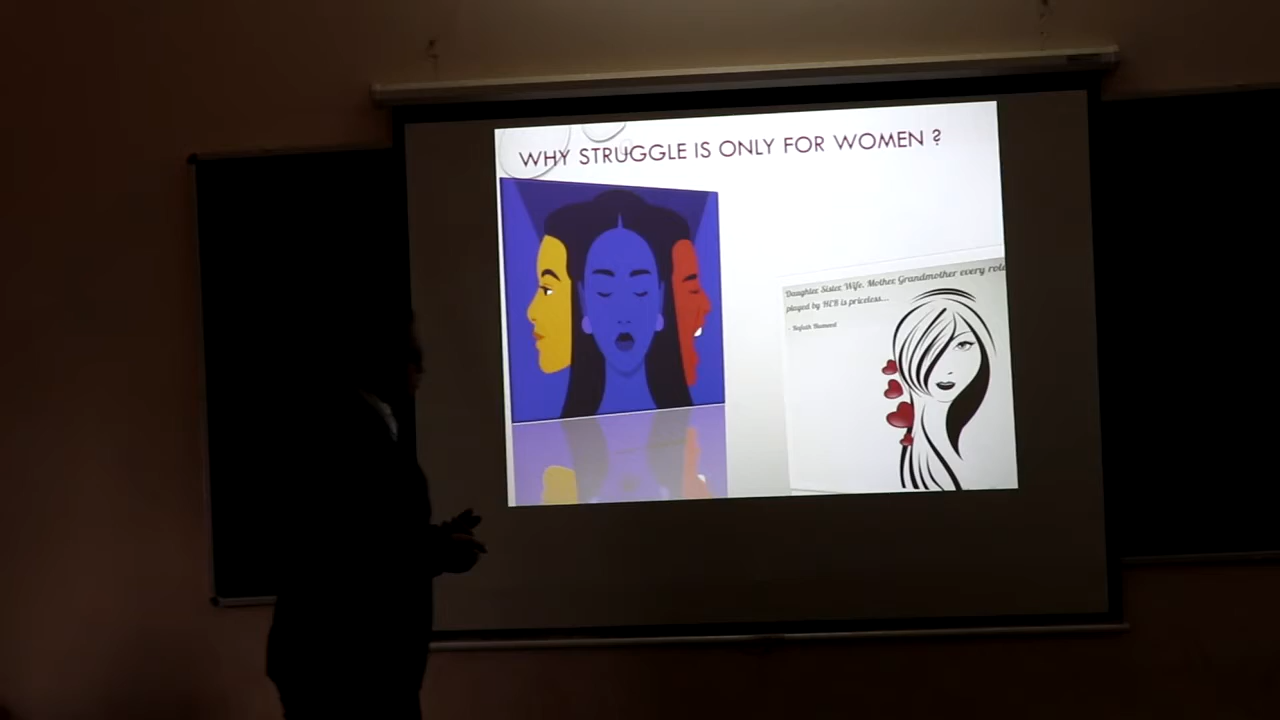 WHY STRUGGLE IS ONLY FOR WOMEN ?
Daughter, Sister, Wife, Mother, Grandmother every role
played by HER is priceless...